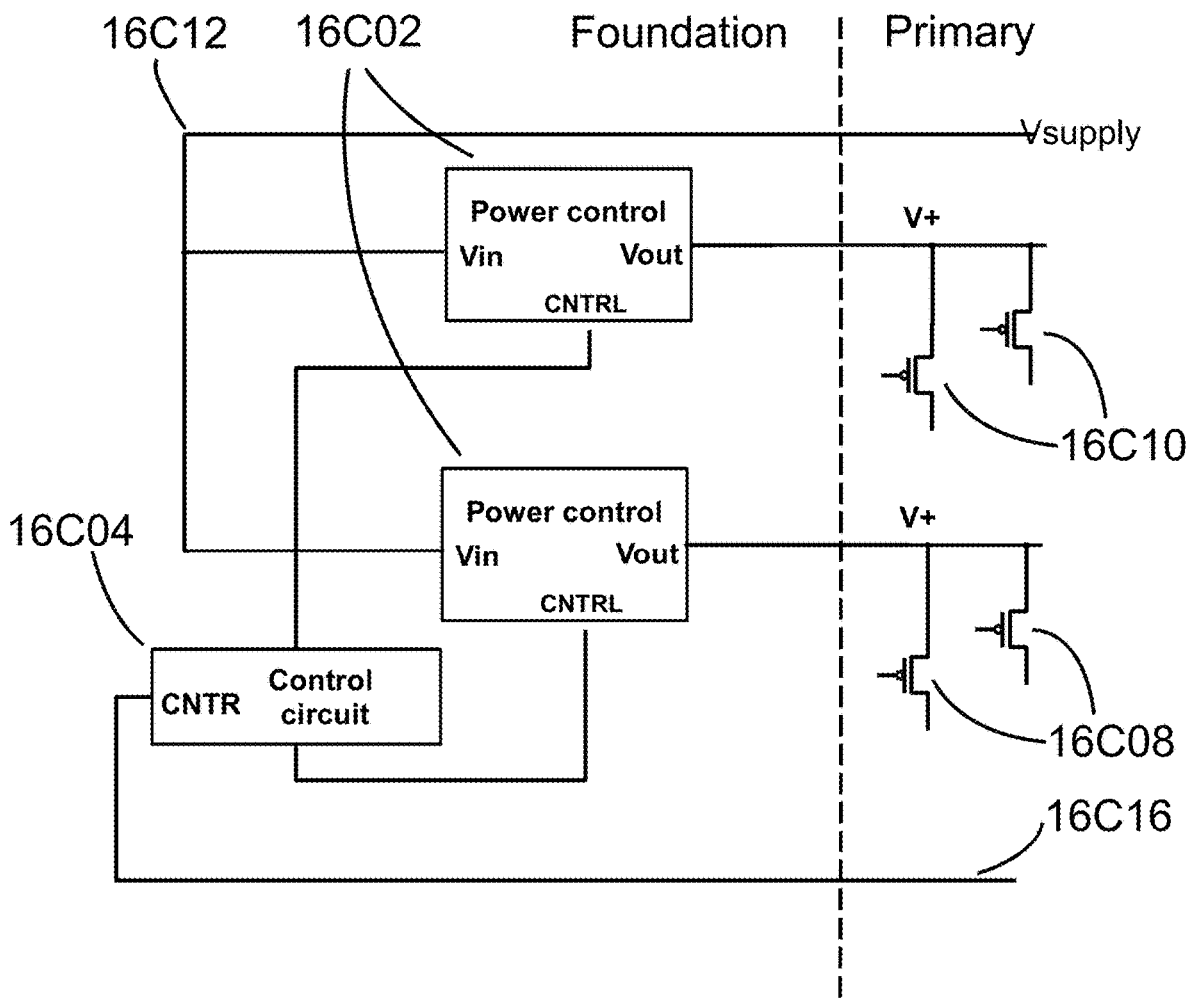 16C12 16C02 Foundation Primary
Vsupply
Power control
V+
Vin Vout
CNTRL
16C10
16C04
Power control
V+
Vin Vout
CNTRL
Control
CNTR circuit
16C08
16C16